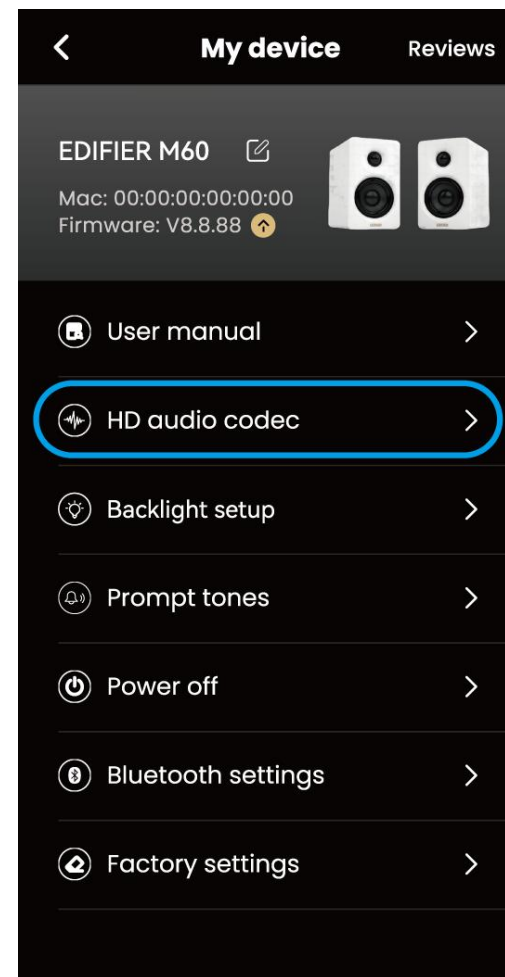 My device
Reviews
EDIFIER M60
Mac: 00:00:00:00:00:00
Firmware: V8.8.88
User manual
HD audio codec
Backlight setup
Prompt tones
Power off
Bluetooth settings
Factory settings